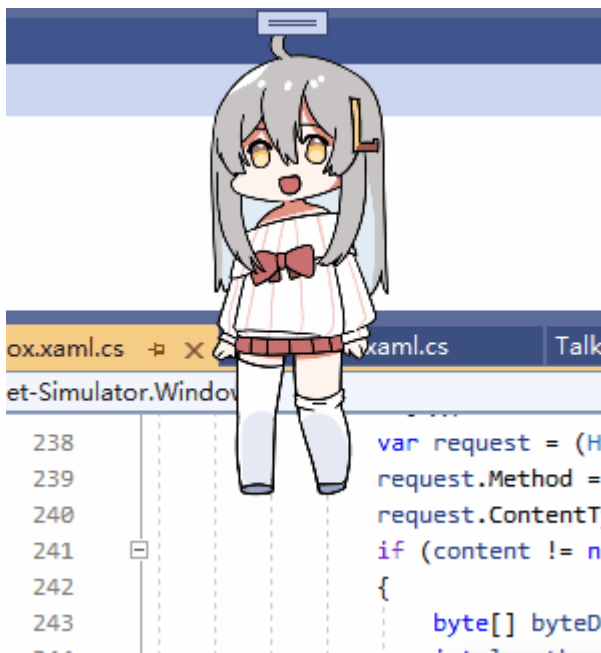 ox.xaml.cs xaml.cs Talk
et-Simulator.Window
238 var request = (H
239 request.Method =
240 request.ContentT
241 if (content != n
242 {
243 byte[] byteD